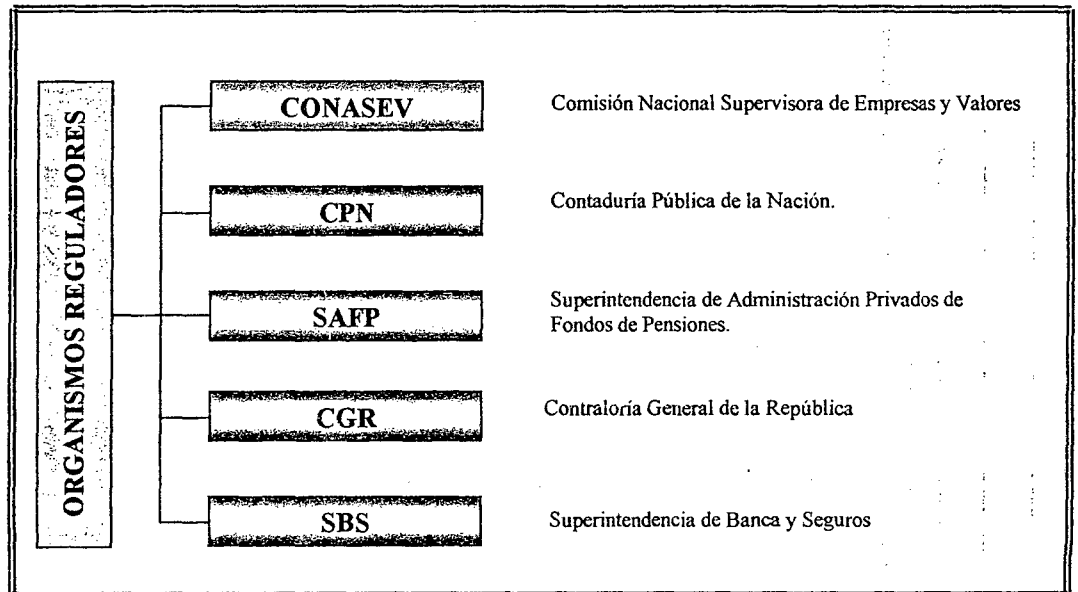 ORGANISMOS REGULADORES
CONASEV
Comisión Nacional Supervisora de Empresas y Valores
CPN
Contaduría Pública de la Nación.
SAFP
Superintendencia de Administración Privados de
Fondos de Pensiones.
CGR
Contraloría General de la República
SBS
Superintendencia de Banca y Seguros